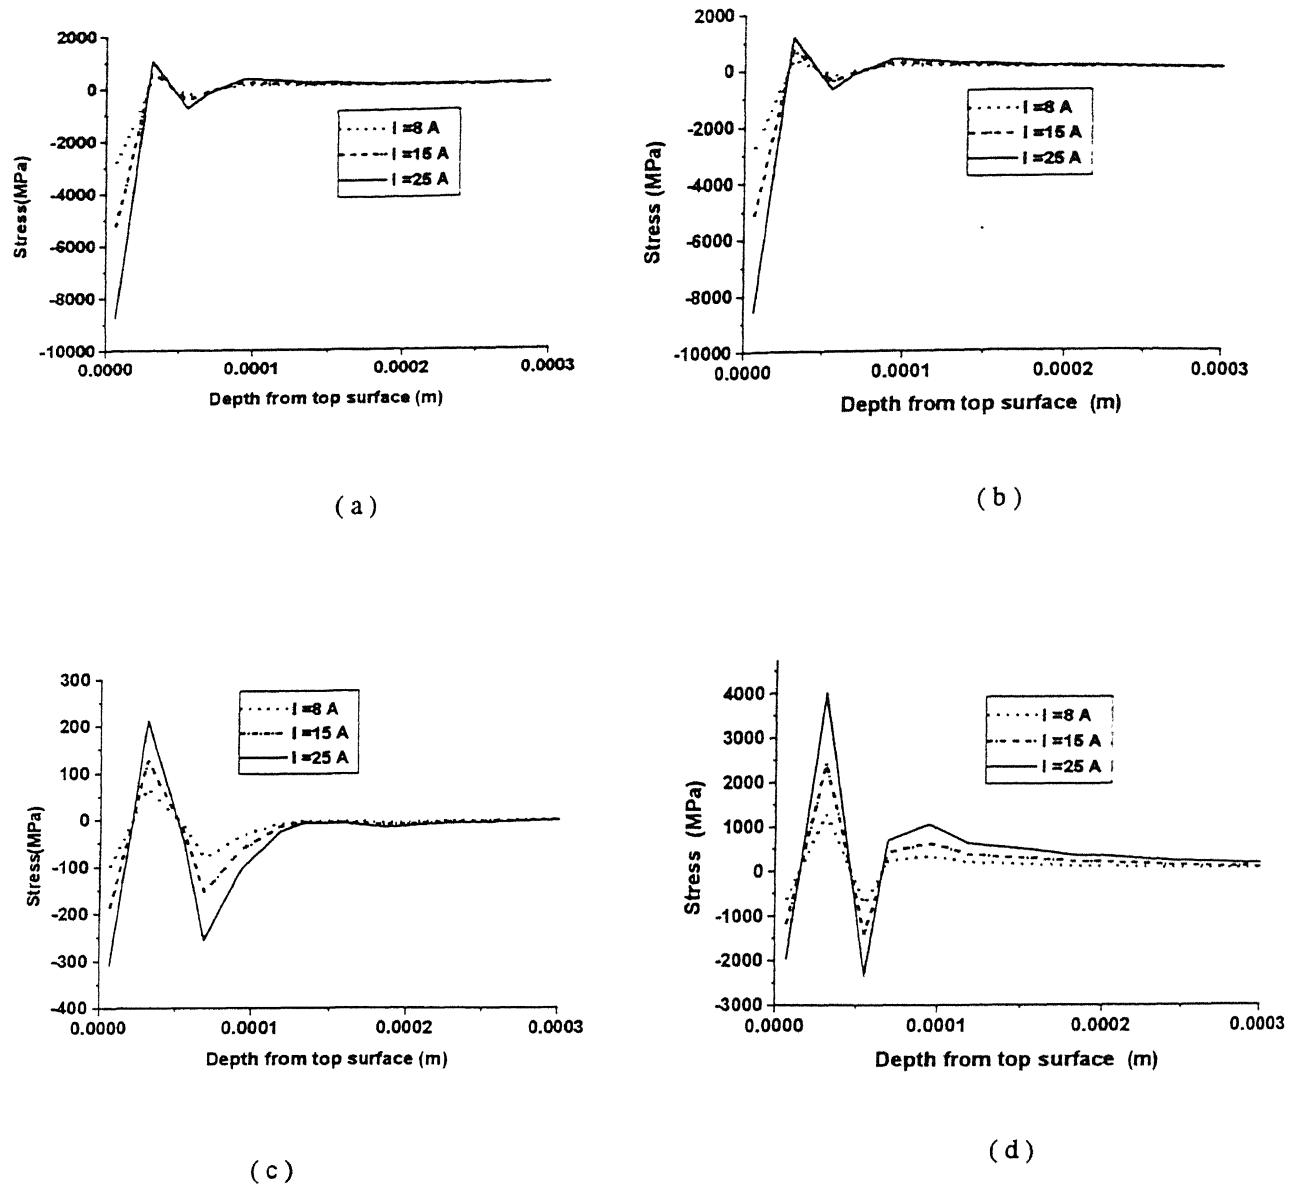 2000
0
-2000
-4000
-6000
-8000
-10000
Stress(MPa)
I =8 A
I =15 A
I =25 A
0.0000
0.0001
0.0002
0.0003
Depth from top surface (m)
(a)
2000
0
-2000
-4000
-6000
-8000
-10000
Stress (MPa)
I =8 A
I =15 A
I =25 A
0.0000
0.0001
0.0002
0.0003
Depth from top surface (m)
(b)
300
200
100
0
-100
-200
-300
-400
Stress(MPa)
I =8 A
I =15 A
I =25 A
0.0000
0.0001
0.0002
0.0003
Depth from top surface (m)
(c)
4000
3000
2000
1000
0
-1000
-2000
-3000
Stress (MPa)
I =8 A
I =15 A
I =25 A
0.0000
0.0001
0.0002
0.0003
Depth from top surface (m)
(d)